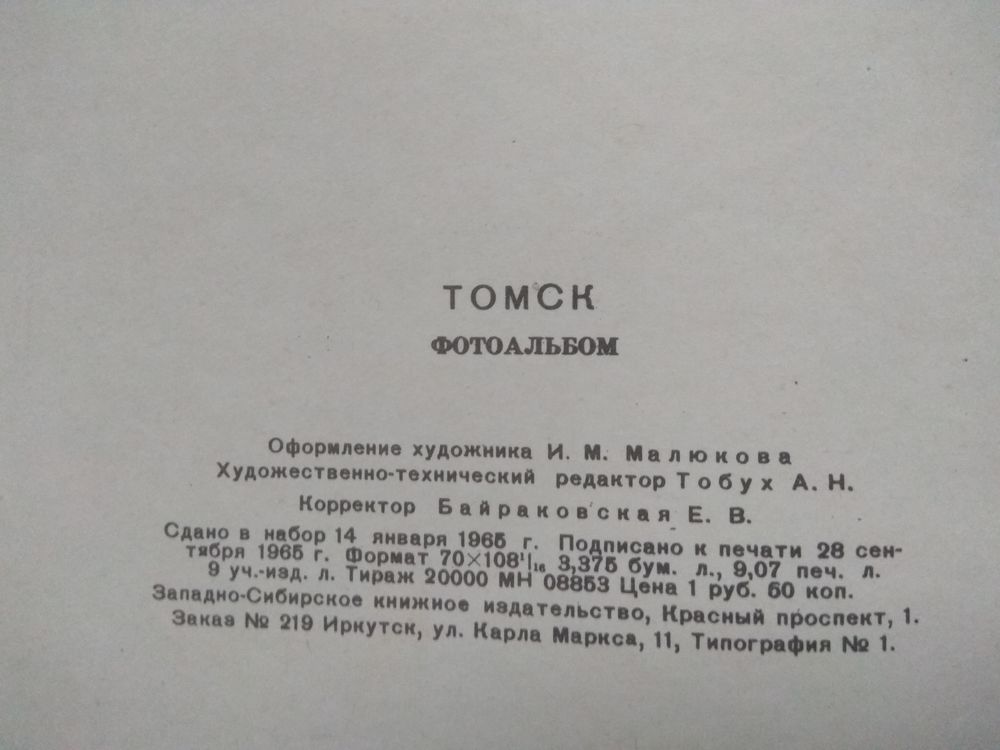 ТОМСК
ФОТОАЛЬБОМ
Оформление художника И. М. Малюкова
Художественно-технический редактор Тобух А. Н.
Корректор Байраковская Е. В.
Сдано в набор 14 января 1965 г. Подписано к печати 28 сен-
тября 1965 г. Формат 70×108¹/₁₆ 3,375 бум. л., 9,07 печ. л.
9 уч.-изд. л. Тираж 20000 МН 08853 Цена 1 руб. 60 коп.
Западно-Сибирское книжное издательство, Красный проспект, 1.
Заказ № 219 Иркутск, ул. Карла Маркса, 11, Типография № 1.